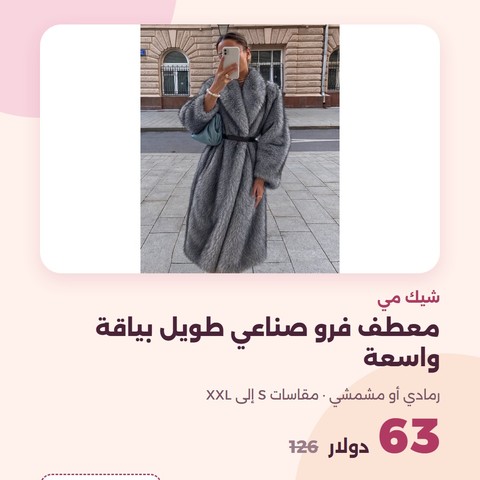 شيك مي
معطف فرو صناعي طويل بياقة
واسعة
رمادي أو مشمشي · مقاسات S إلى XXL
63 دولار 126